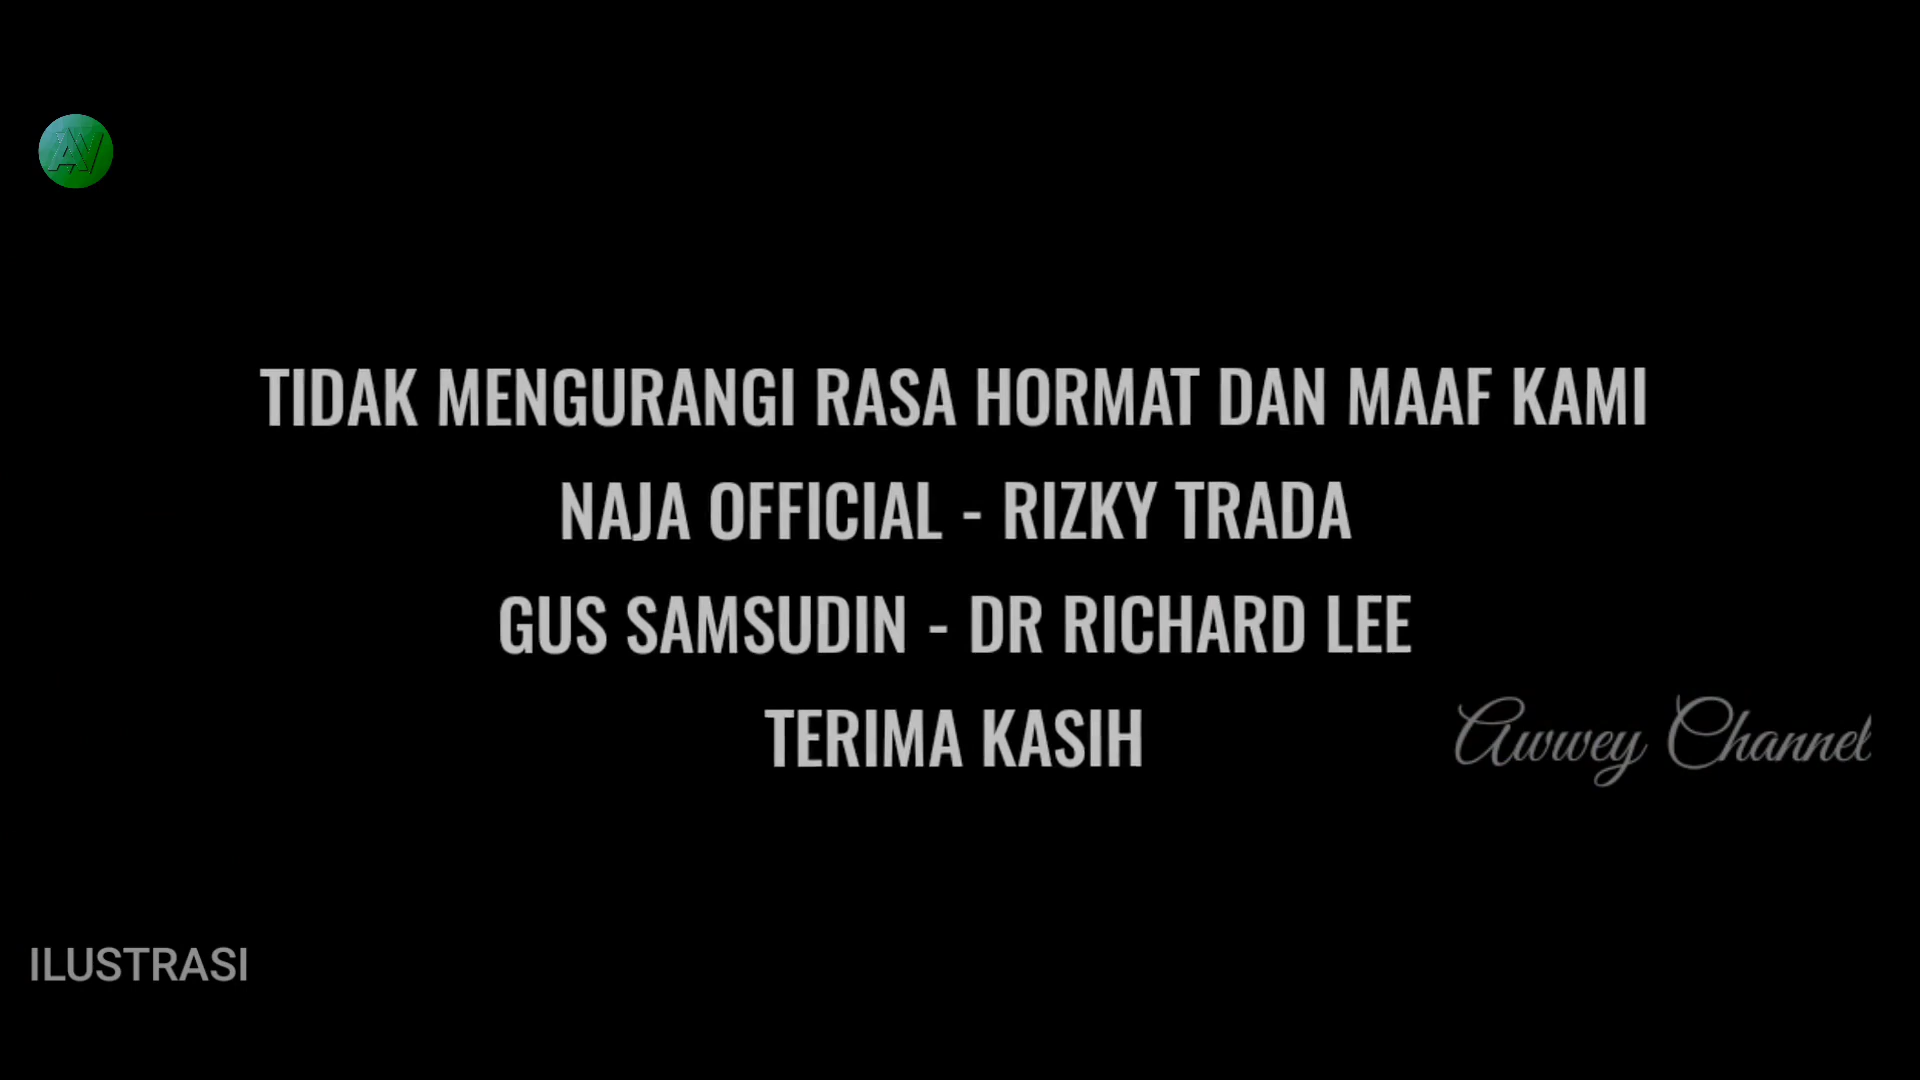 AW
TIDAK MENGURANGI RASA HORMAT DAN MAAF KAMI
NAJA OFFICIAL - RIZKY TRADA
GUS SAMSUDIN - DR RICHARD LEE
TERIMA KASIH
Awwey Channel
ILUSTRASI